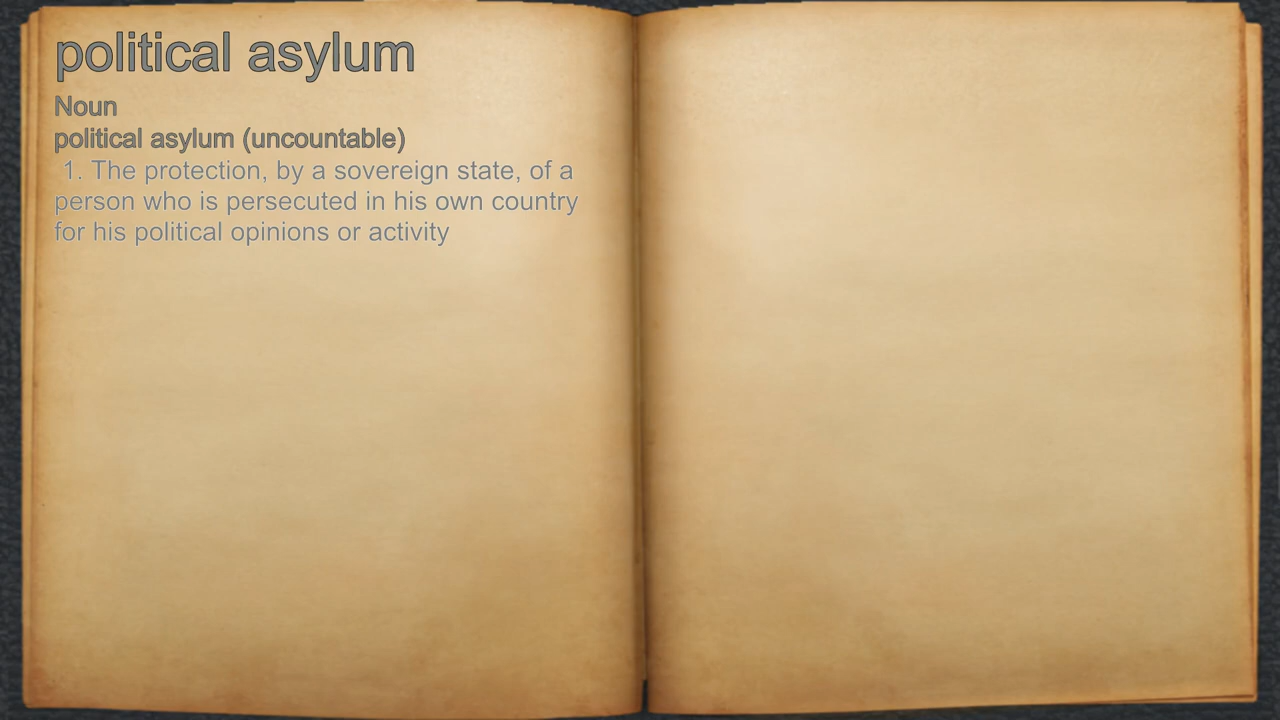 political asylum
Noun
political asylum (uncountable)
1. The protection, by a sovereign state, of a
person who is persecuted in his own country
for his political opinions or activity